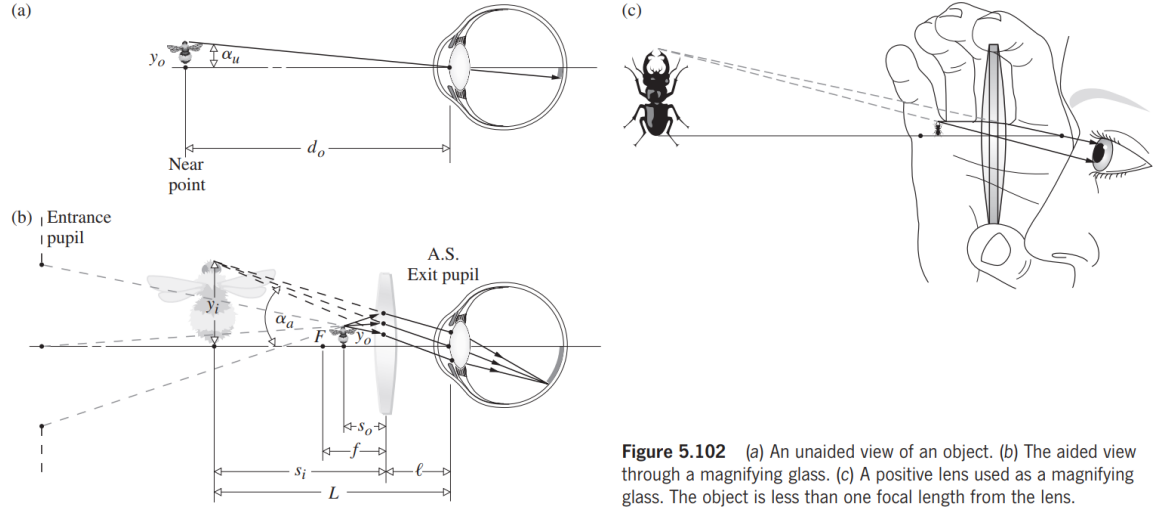 (a)
y_o
α_u
d_o
Near
point
(b)
Entrance
pupil
A.S.
Exit pupil
y_i
α_a
F
y_o
s_o
f
s_i
ℓ
L
(c)
Figure 5.102 (a) An unaided view of an object. (b) The aided view
through a magnifying glass. (c) A positive lens used as a magnifying
glass. The object is less than one focal length from the lens.